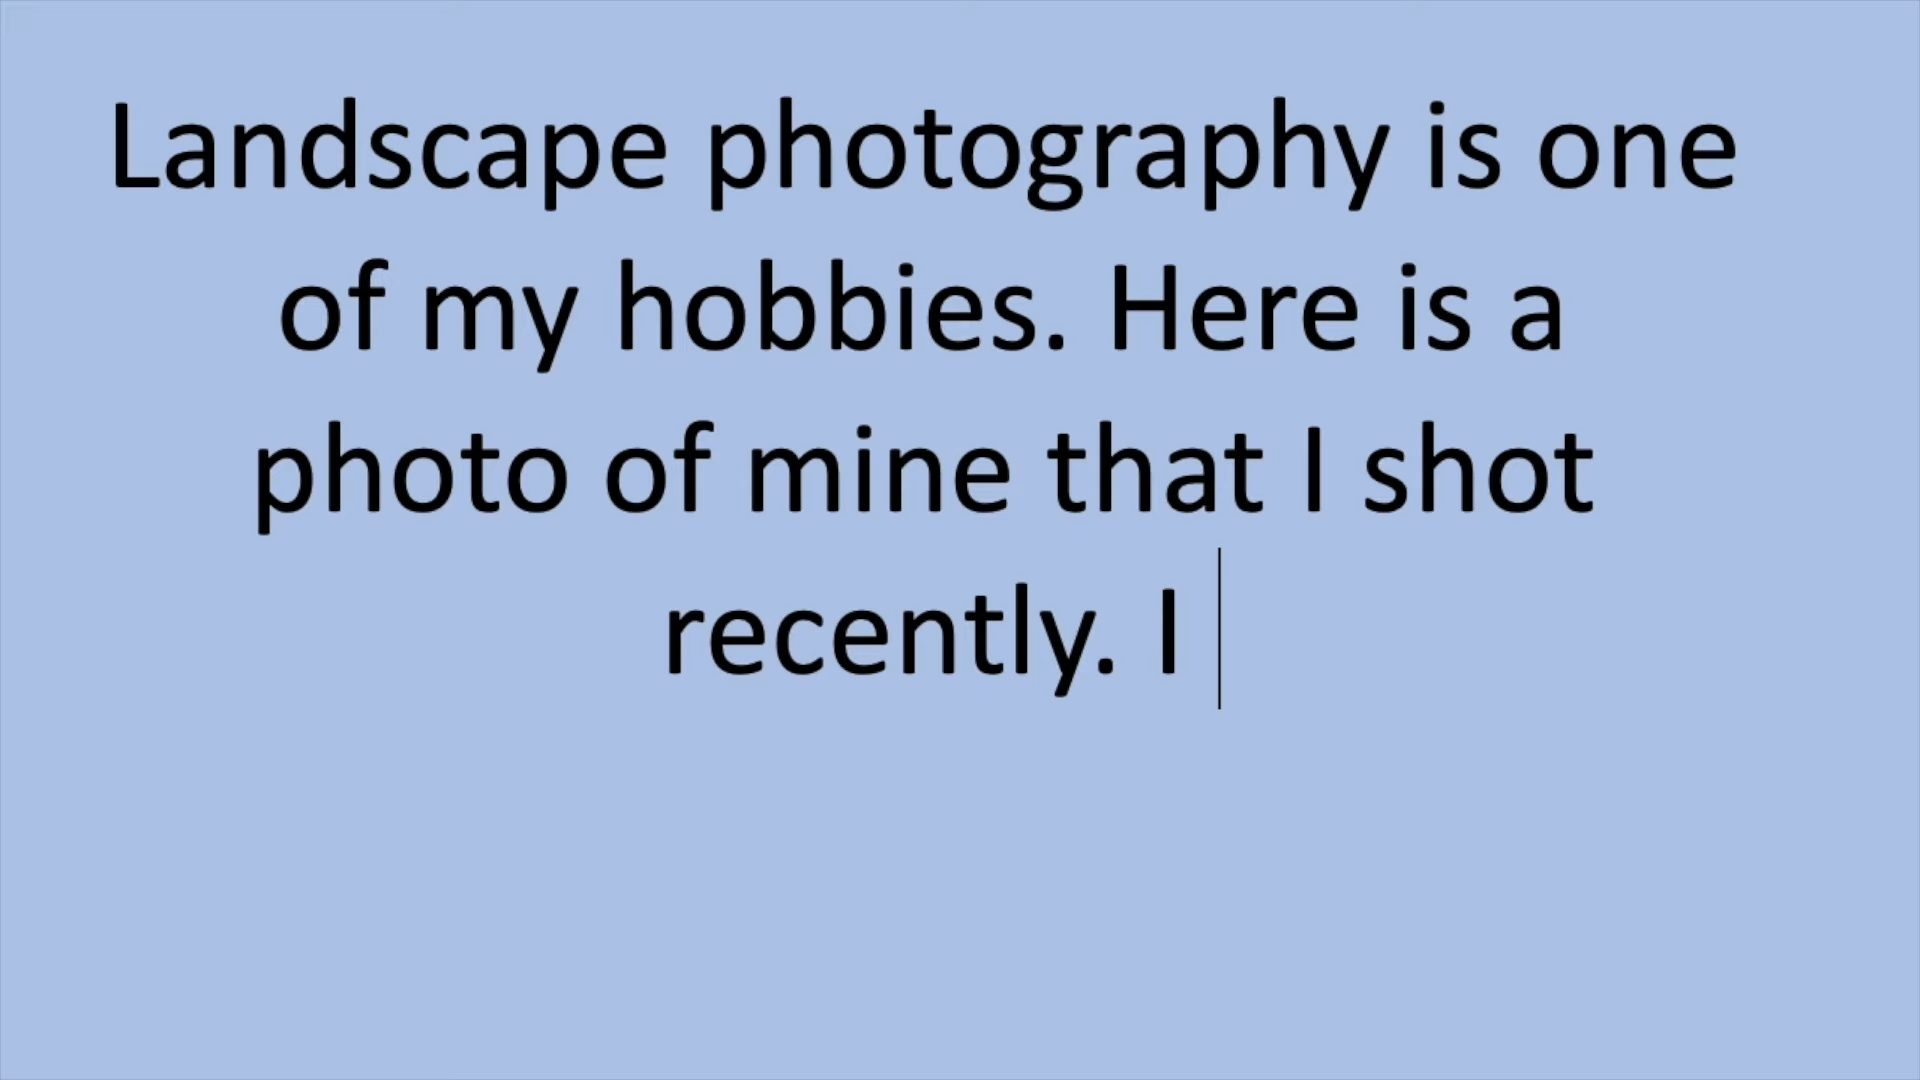 Landscape photography is one
of my hobbies. Here is a
photo of mine that I shot
recently. I